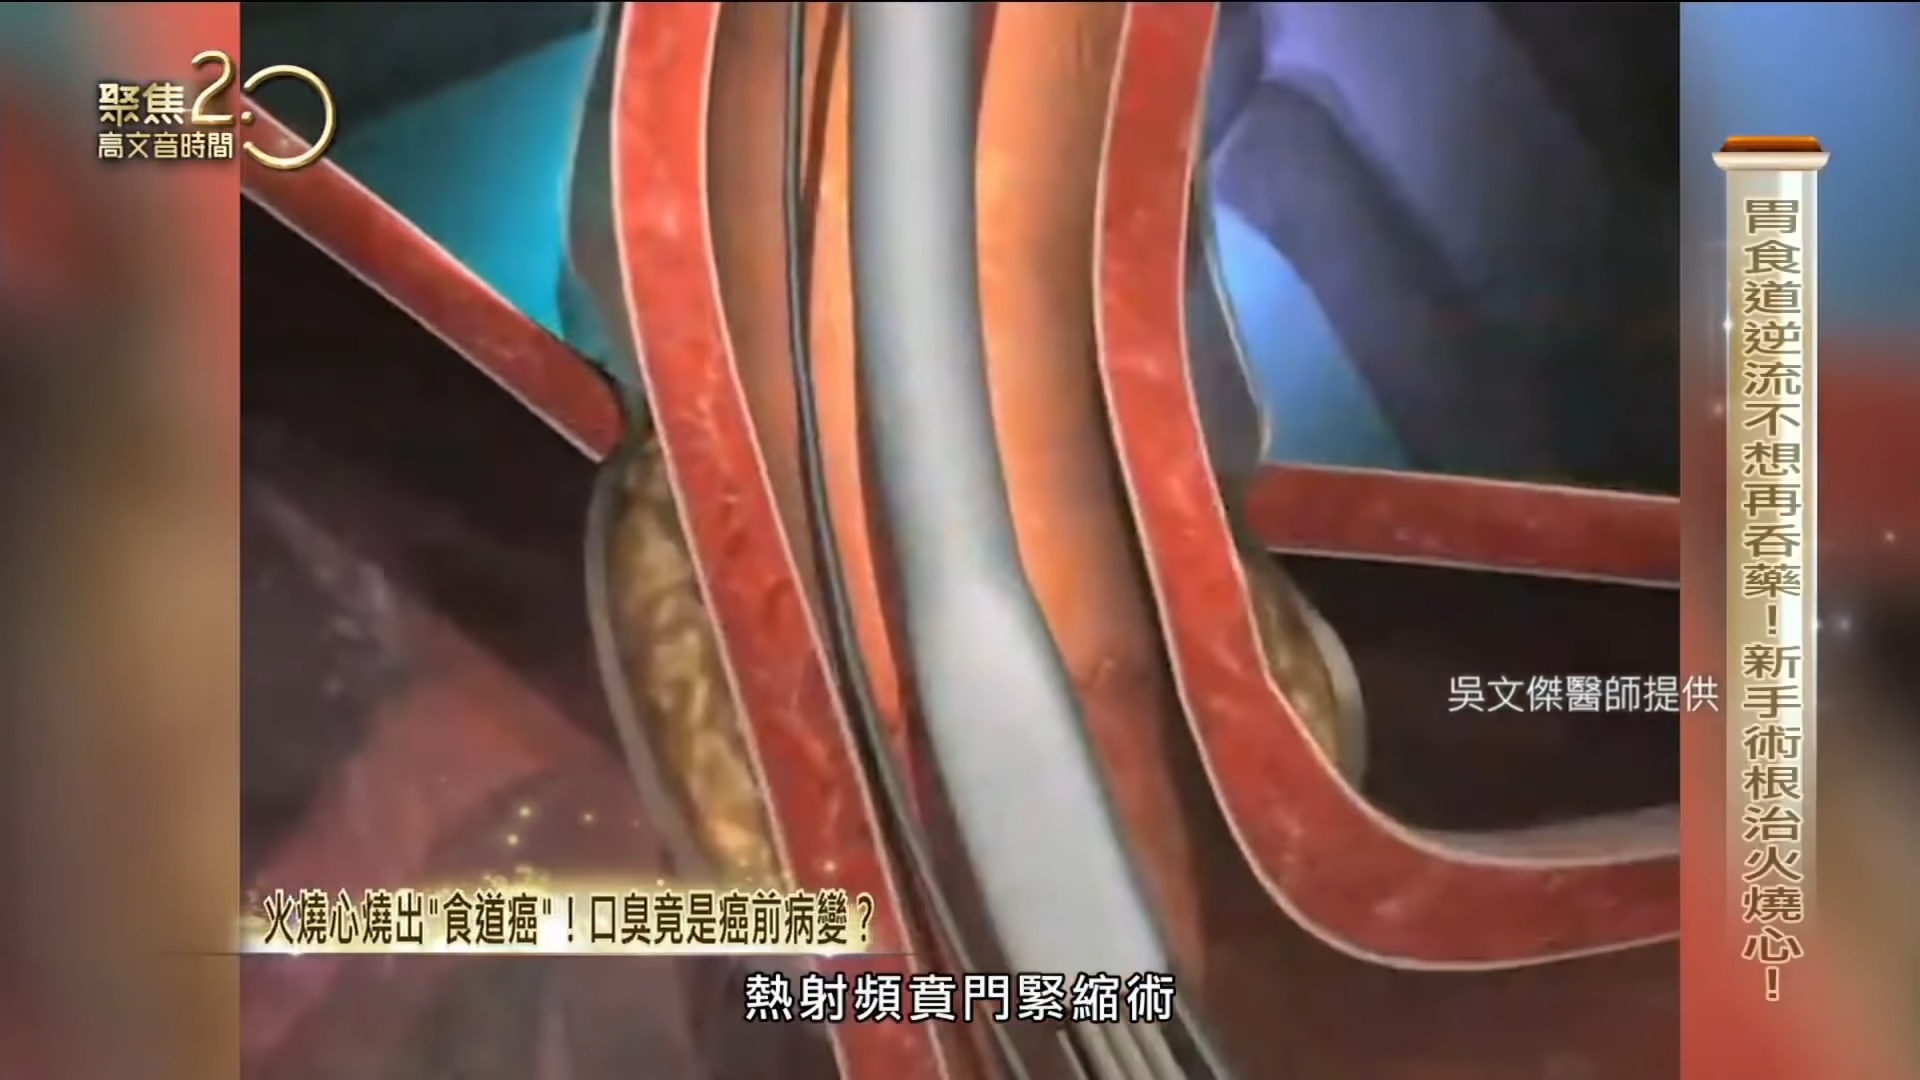 聚焦2.0
高文音時間
胃食道逆流不想再吞藥！新手術根治火燒心！
吳文傑醫師提供
火燒心燒出"食道癌"！口臭竟是癌前病變？
熱射頻賁門緊縮術